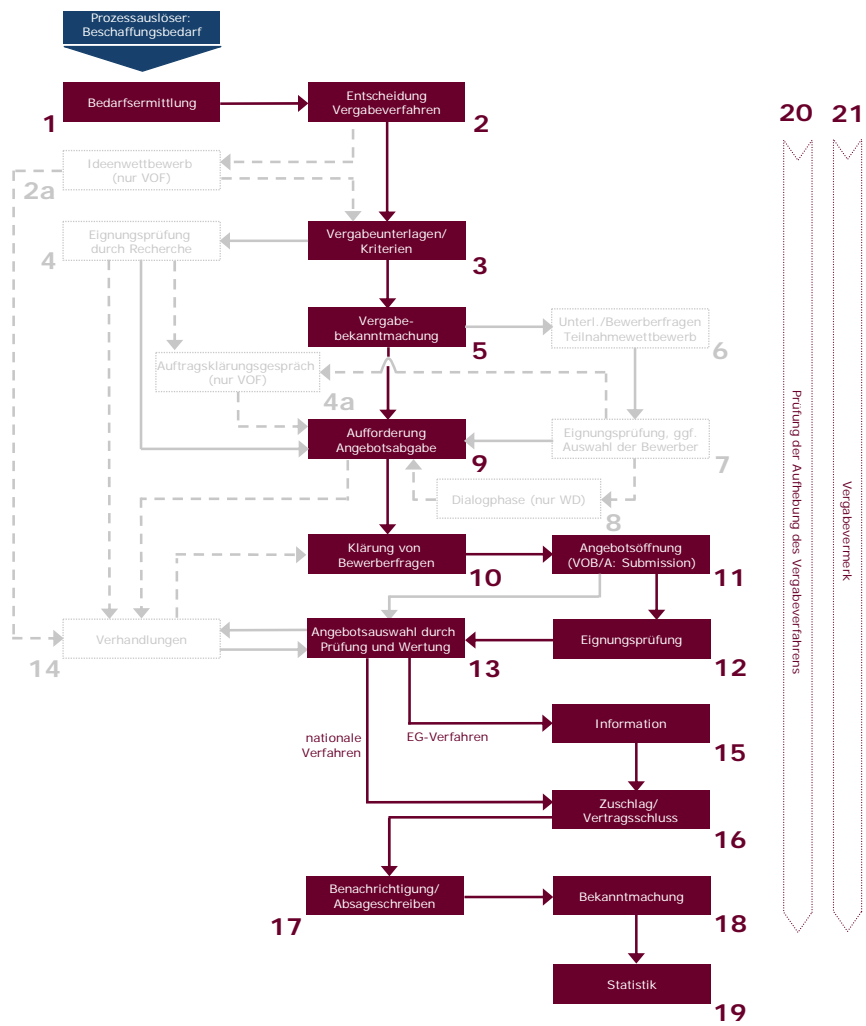 Prozessauslöser:
Beschaffungsbedarf
Bedarfsermittlung
1
Entscheidung
Vergabeverfahren
2
20
21
Ideenwettbewerb
(nur VOF)
2a
Eignungsprüfung
durch Recherche
4
Vergabeunterlagen/
Kriterien
3
Vergabe-
bekanntmachung
5
Unterl./Bewerberfragen
Teilnahmewettbewerb
6
Auftragsklärungsgespräch
(nur VOF)
4a
Aufforderung
Angebotsabgabe
9
Eignungsprüfung, ggf.
Auswahl der Bewerber
7
Dialogphase (nur WD)
8
Klärung von
Bewerberfragen
10
Angebotsöffnung
(VOB/A: Submission)
11
Verhandlungen
14
Angebotsauswahl durch
Prüfung und Wertung
13
Eignungsprüfung
12
nationale
Verfahren
EG-Verfahren
Information
15
Zuschlag/
Vertragsschluss
16
Benachrichtigung/
Absageschreiben
17
Bekanntmachung
18
Statistik
19
Prüfung der Aufhebung des Vergabeverfahrens
Vergabevermerk